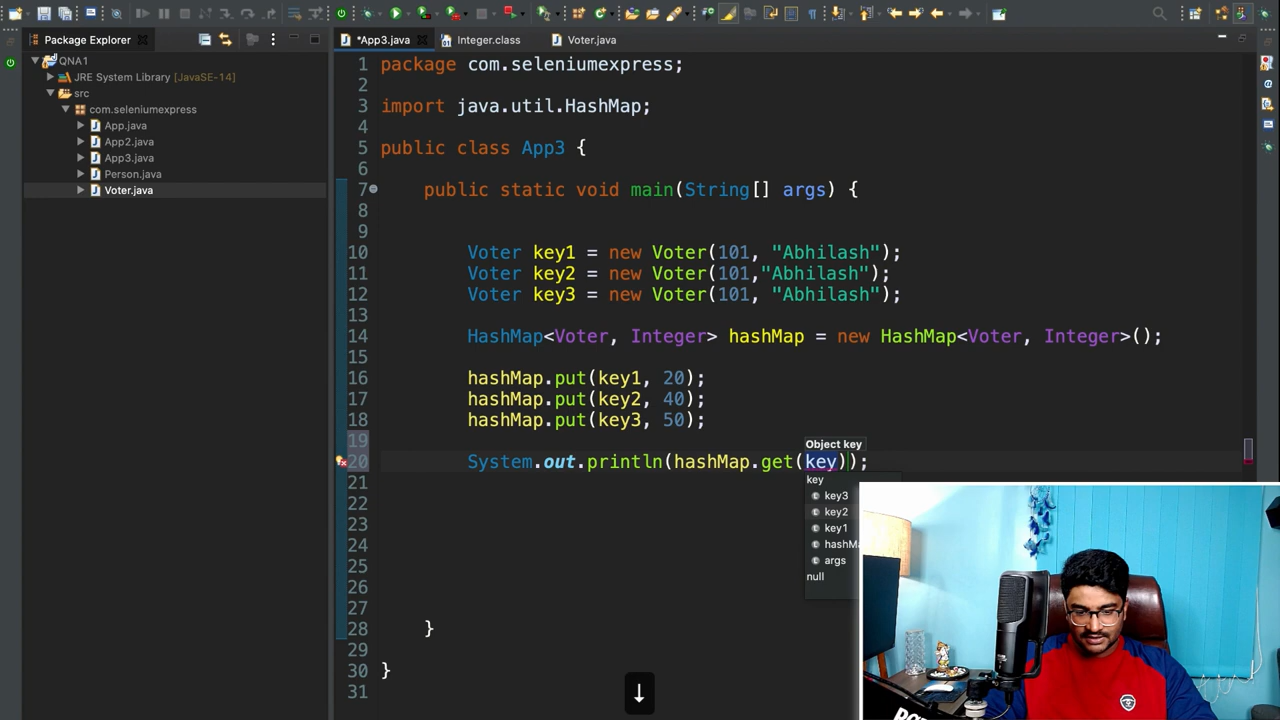 Package Explorer
QNA1
JRE System Library [JavaSE-14]
src
com.seleniumexpress
App.java
App2.java
App3.java
Person.java
Voter.java
*App3.java
Integer.class
Voter.java
1 package com.seleniumexpress;
2
3 import java.util.HashMap;
4
5 public class App3 {
6
7 public static void main(String[] args) {
8
9
10 Voter key1 = new Voter(101, "Abhilash");
11 Voter key2 = new Voter(101,"Abhilash");
12 Voter key3 = new Voter(101, "Abhilash");
13
14 HashMap<Voter, Integer> hashMap = new HashMap<Voter, Integer>();
15
16 hashMap.put(key1, 20);
17 hashMap.put(key2, 40);
18 hashMap.put(key3, 50);
19
Object key
20 System.out.println(hashMap.get(key));
21
22
23
24
25
26
27
28 }
29
30 }
31
key
key3
key2
key1
hashMa
args
null